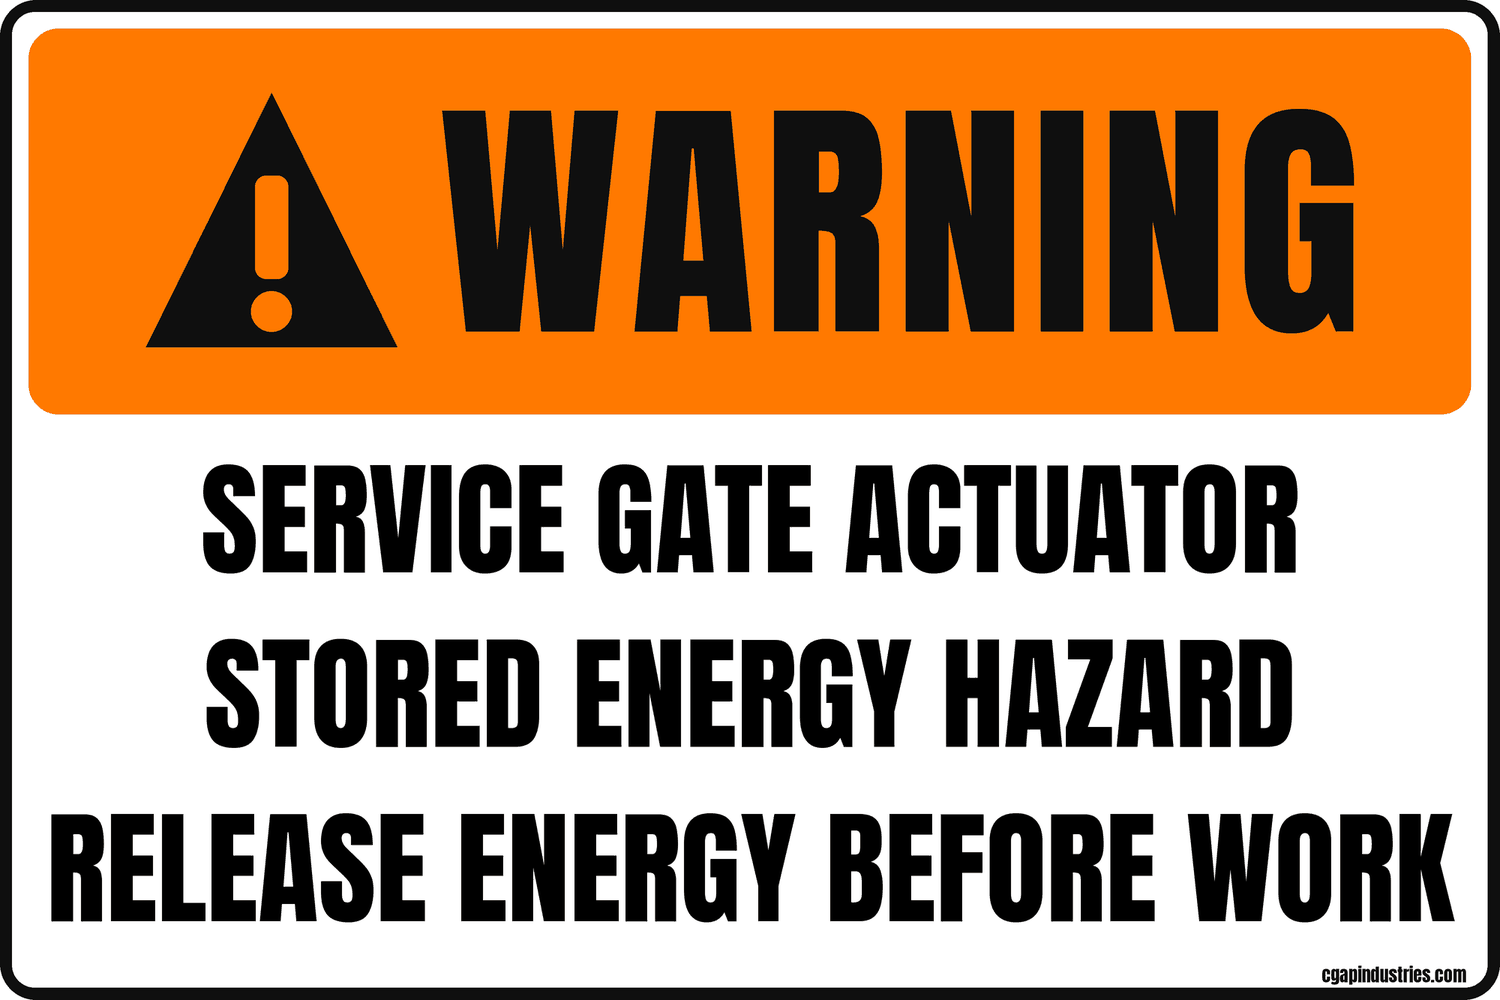 WARNING
SERVICE GATE ACTUATOR
STORED ENERGY HAZARD
RELEASE ENERGY BEFORE WORK
cgapindustries.com